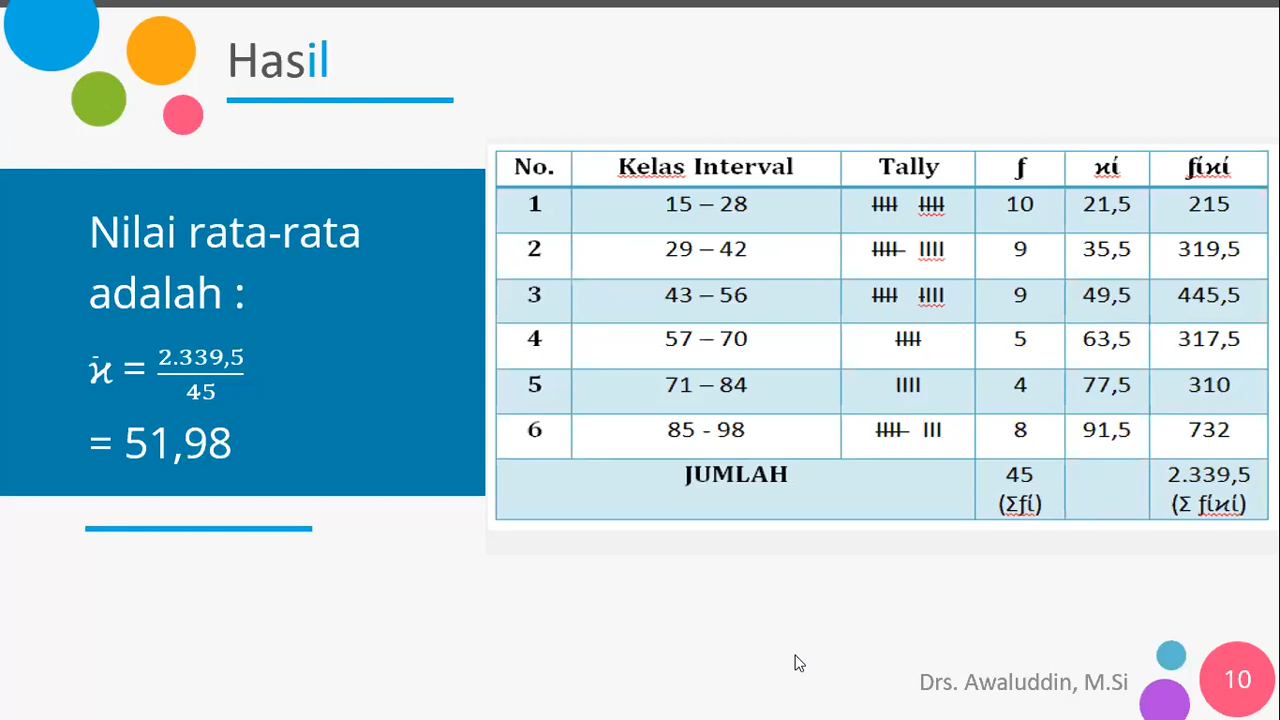 Hasil
Nilai rata-rata
adalah :
ϰ̄ = 2.339,5/45
= 51,98
No. Kelas Interval Tally f ϰi fiϰi
1 15 – 28 10 21,5 215
2 29 – 42 9 35,5 319,5
3 43 – 56 9 49,5 445,5
4 57 – 70 5 63,5 317,5
5 71 – 84 4 77,5 310
6 85 - 98 8 91,5 732
JUMLAH 45 2.339,5
(Σfi) (Σ fiϰi)
Drs. Awaluddin, M.Si
10